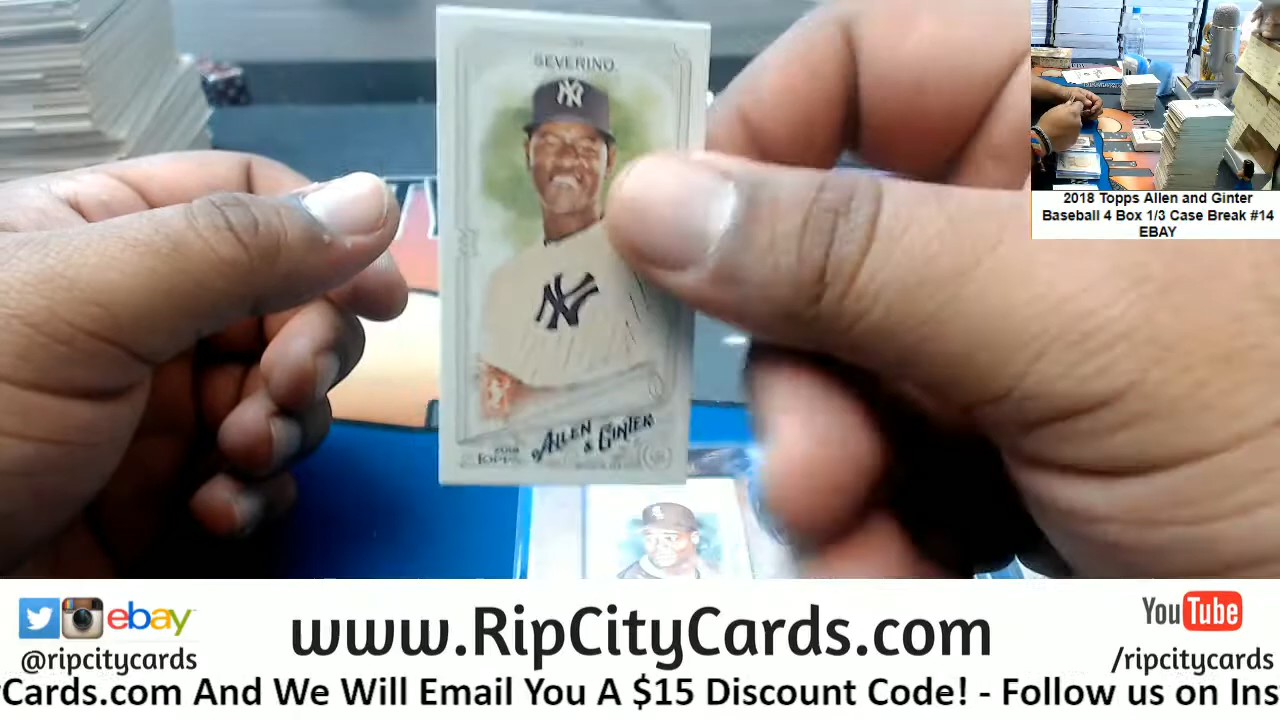 SEVERINO
NY
NY
ALLEN
& GINTER
2018
TOPPS
2018 Topps Allen and Ginter
Baseball 4 Box 1/3 Case Break #14
EBAY
ebay
@ripcitycards
www.RipCityCards.com
YouTube
/ripcitycards
rCards.com And We Will Email You A $15 Discount Code! - Follow us on Ins